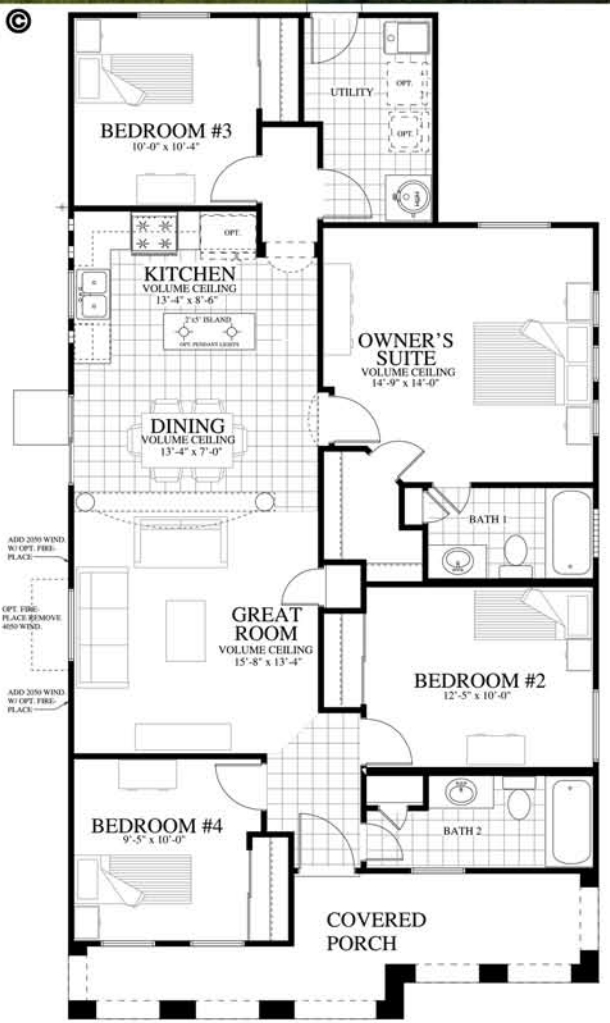 ©
UTILITY
OPT.
OPT.
BEDROOM #3
10'-0" x 10'-4"
OPT.
KITCHEN
VOLUME CEILING
13'-4" x 8'-6"
2'x5' ISLAND
OPT. PENDANT LIGHTS
OWNER'S
SUITE
VOLUME CEILING
14'-9" x 14'-0"
DINING
VOLUME CEILING
13'-4" x 7'-0"
BATH 1
ADD 2050 WIND.
W/ OPT. FIRE-
PLACE
OPT. FIRE-
PLACE REMOVE
4050 WIND.
GREAT
ROOM
VOLUME CEILING
15'-8" x 13'-4"
BEDROOM #2
12'-5" x 10'-0"
ADD 2050 WIND.
W/ OPT. FIRE-
PLACE
BEDROOM #4
9'-5" x 10'-0"
BATH 2
COVERED
PORCH